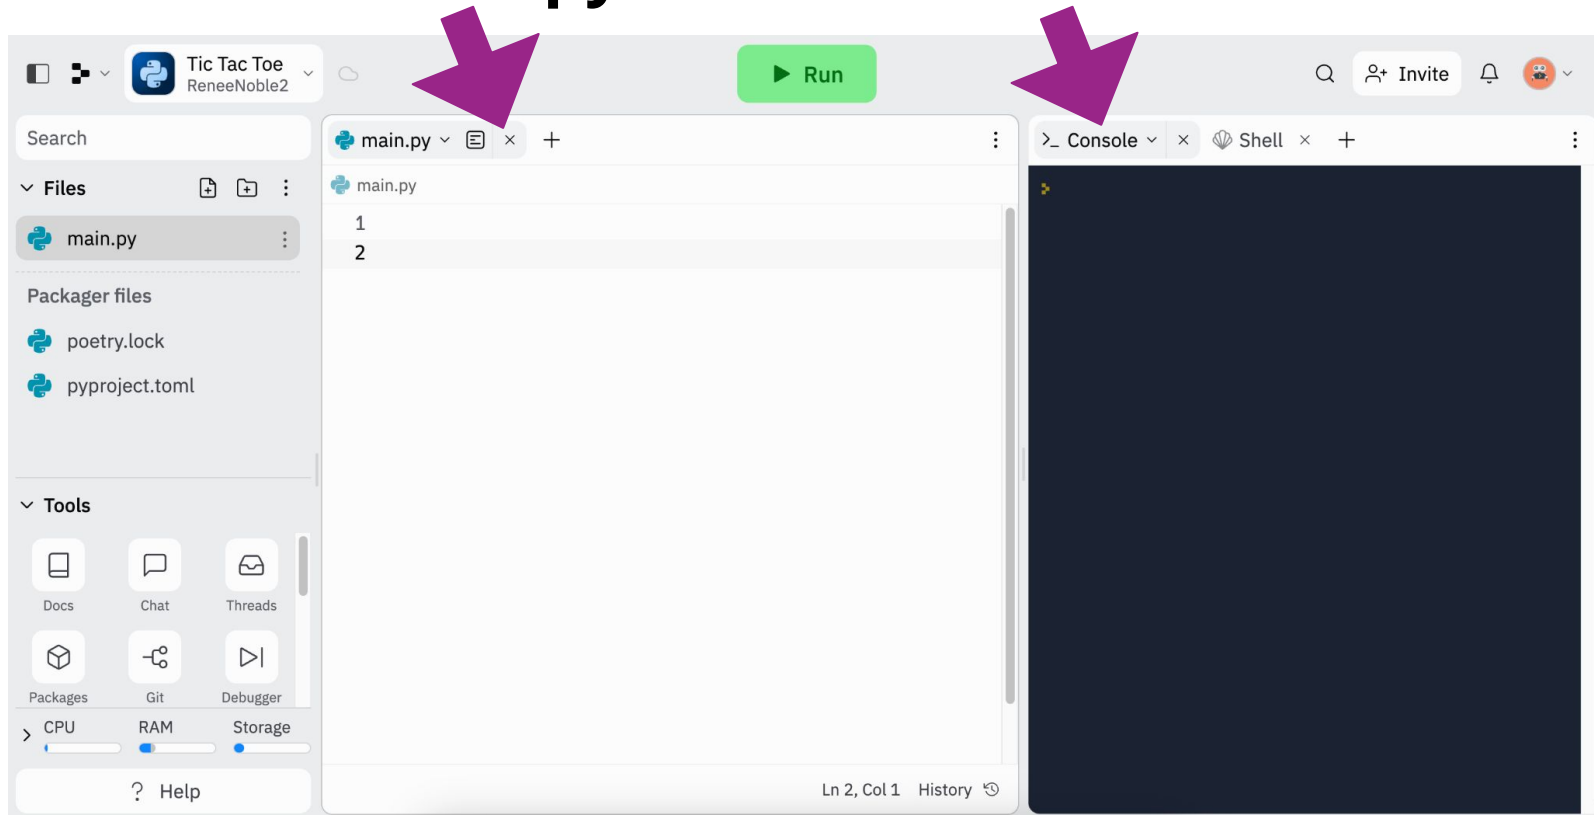 Tic Tac Toe
ReneeNoble2
Run
Invite
Search
Files
main.py
Packager files
poetry.lock
pyproject.toml
Tools
Docs Chat Threads
Packages Git Debugger
CPU RAM Storage
? Help
main.py
main.py
1
2
Ln 2, Col 1 History
>_ Console Shell